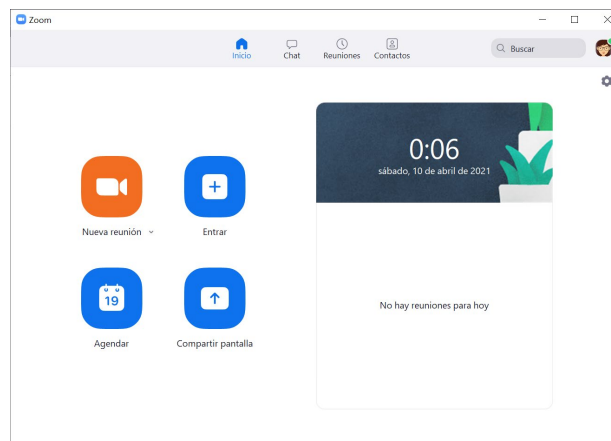 Zoom
Inicio
Chat
Reuniones
Contactos
Buscar
0:06
sábado, 10 de abril de 2021
Nueva reunión
Entrar
19
Agendar
Compartir pantalla
No hay reuniones para hoy